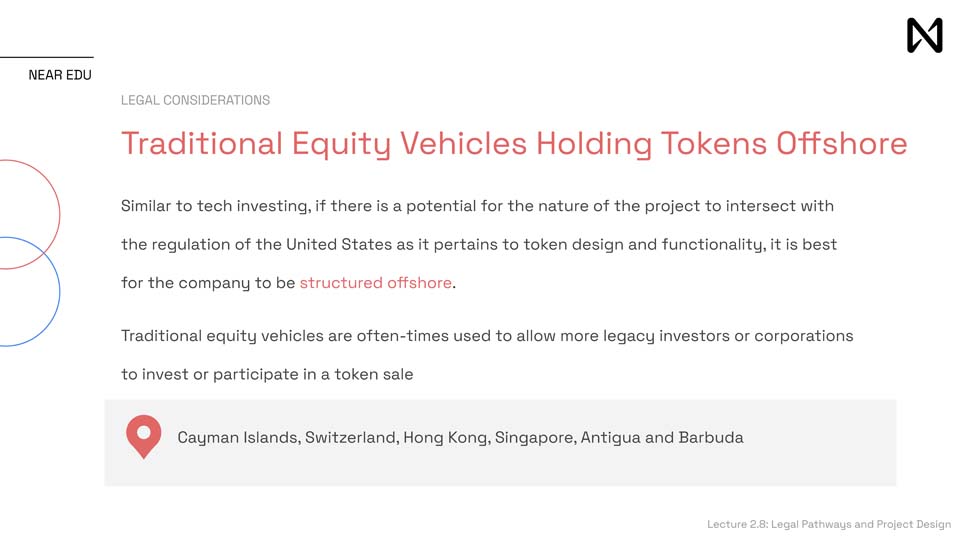 NEAR EDU
LEGAL CONSIDERATIONS
Traditional Equity Vehicles Holding Tokens Offshore
Similar to tech investing, if there is a potential for the nature of the project to intersect with
the regulation of the United States as it pertains to token design and functionality, it is best
for the company to be structured offshore.
Traditional equity vehicles are often-times used to allow more legacy investors or corporations
to invest or participate in a token sale
Cayman Islands, Switzerland, Hong Kong, Singapore, Antigua and Barbuda
Lecture 2.8: Legal Pathways and Project Design